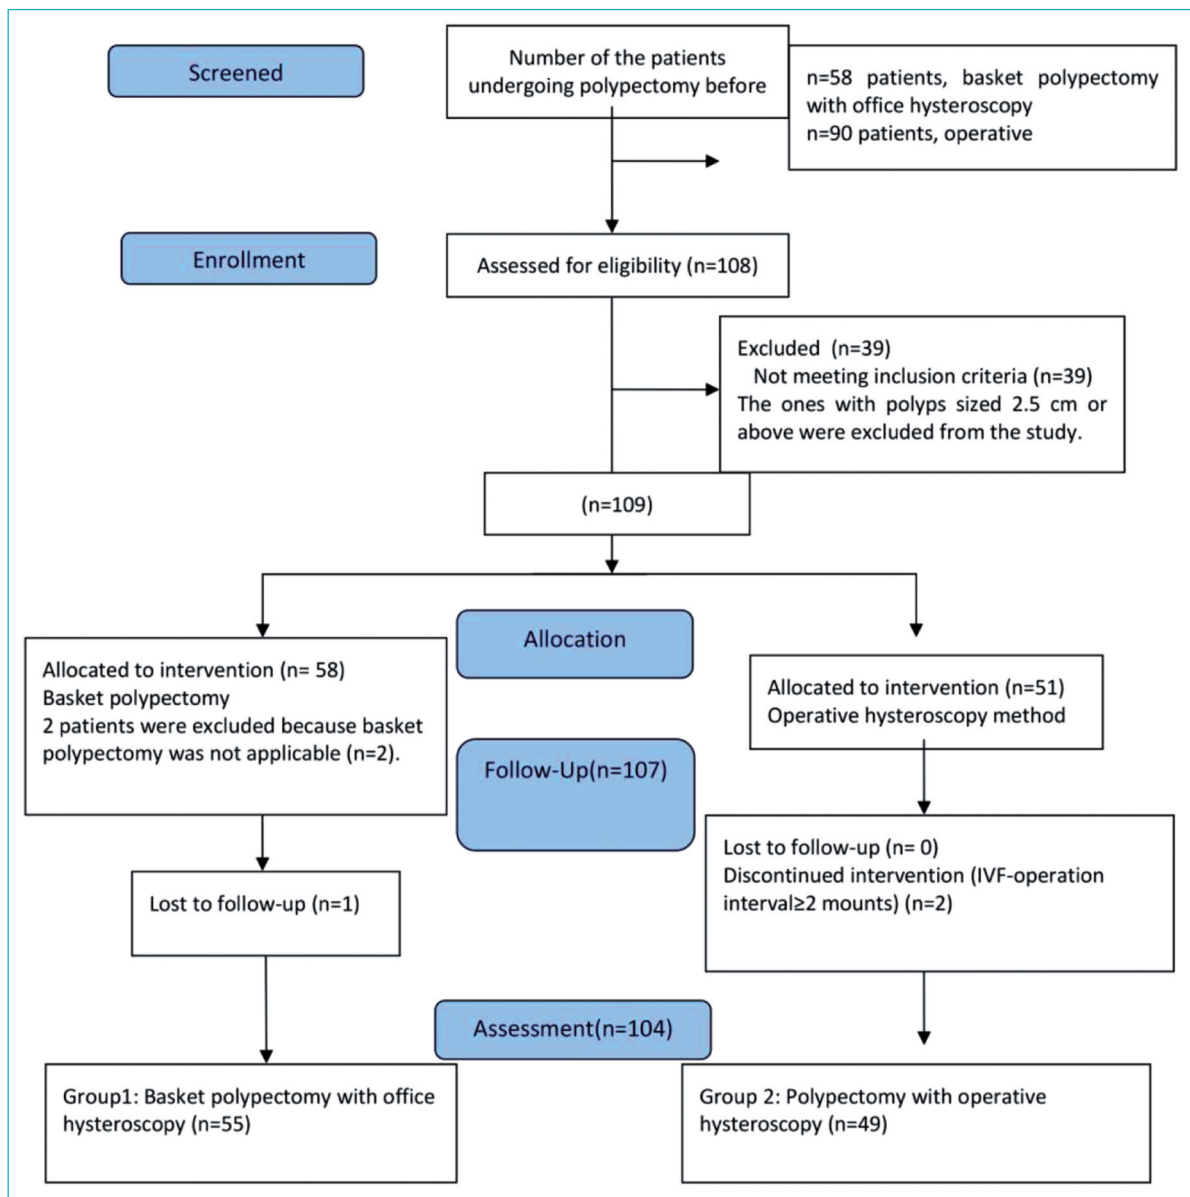 Screened
Number of the patients
undergoing polypectomy before
n=58 patients, basket polypectomy
with office hysteroscopy
n=90 patients, operative
Enrollment
Assessed for eligibility (n=108)
Excluded (n=39)
Not meeting inclusion criteria (n=39)
The ones with polyps sized 2.5 cm or
above were excluded from the study.
(n=109)
Allocation
Allocated to intervention (n= 58)
Basket polypectomy
2 patients were excluded because basket
polypectomy was not applicable (n=2).
Allocated to intervention (n=51)
Operative hysteroscopy method
Follow-Up(n=107)
Lost to follow-up (n=1)
Lost to follow-up (n= 0)
Discontinued intervention (IVF-operation
interval≥2 mounts) (n=2)
Assessment(n=104)
Group1: Basket polypectomy with office
hysteroscopy (n=55)
Group 2: Polypectomy with operative
hysteroscopy (n=49)